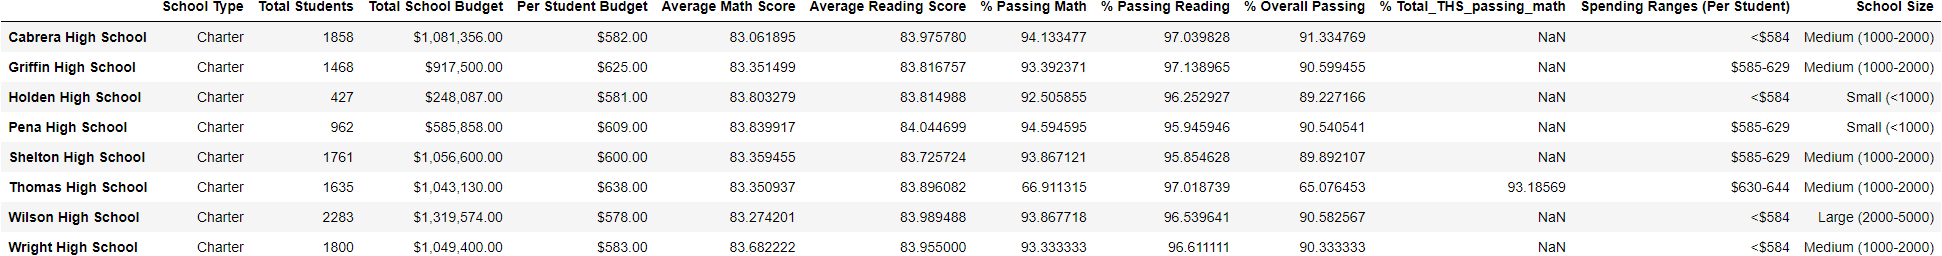 School Type Total Students Total School Budget Per Student Budget Average Math Score Average Reading Score % Passing Math % Passing Reading % Overall Passing % Total_THS_passing_math Spending Ranges (Per Student) School Size
Cabrera High School Charter 1858 $1,081,356.00 $582.00 83.061895 83.975780 94.133477 97.039828 91.334769 NaN <$584 Medium (1000-2000)
Griffin High School Charter 1468 $917,500.00 $625.00 83.351499 83.816757 93.392371 97.138965 90.599455 NaN $585-629 Medium (1000-2000)
Holden High School Charter 427 $248,087.00 $581.00 83.803279 83.814988 92.505855 96.252927 89.227166 NaN <$584 Small (<1000)
Pena High School Charter 962 $585,858.00 $609.00 83.839917 84.044699 94.594595 95.945946 90.540541 NaN $585-629 Small (<1000)
Shelton High School Charter 1761 $1,056,600.00 $600.00 83.359455 83.725724 93.867121 95.854628 89.892107 NaN $585-629 Medium (1000-2000)
Thomas High School Charter 1635 $1,043,130.00 $638.00 83.350937 83.896082 66.911315 97.018739 65.076453 93.18569 $630-644 Medium (1000-2000)
Wilson High School Charter 2283 $1,319,574.00 $578.00 83.274201 83.989488 93.867718 96.539641 90.582567 NaN <$584 Large (2000-5000)
Wright High School Charter 1800 $1,049,400.00 $583.00 83.682222 83.955000 93.333333 96.611111 90.333333 NaN <$584 Medium (1000-2000)